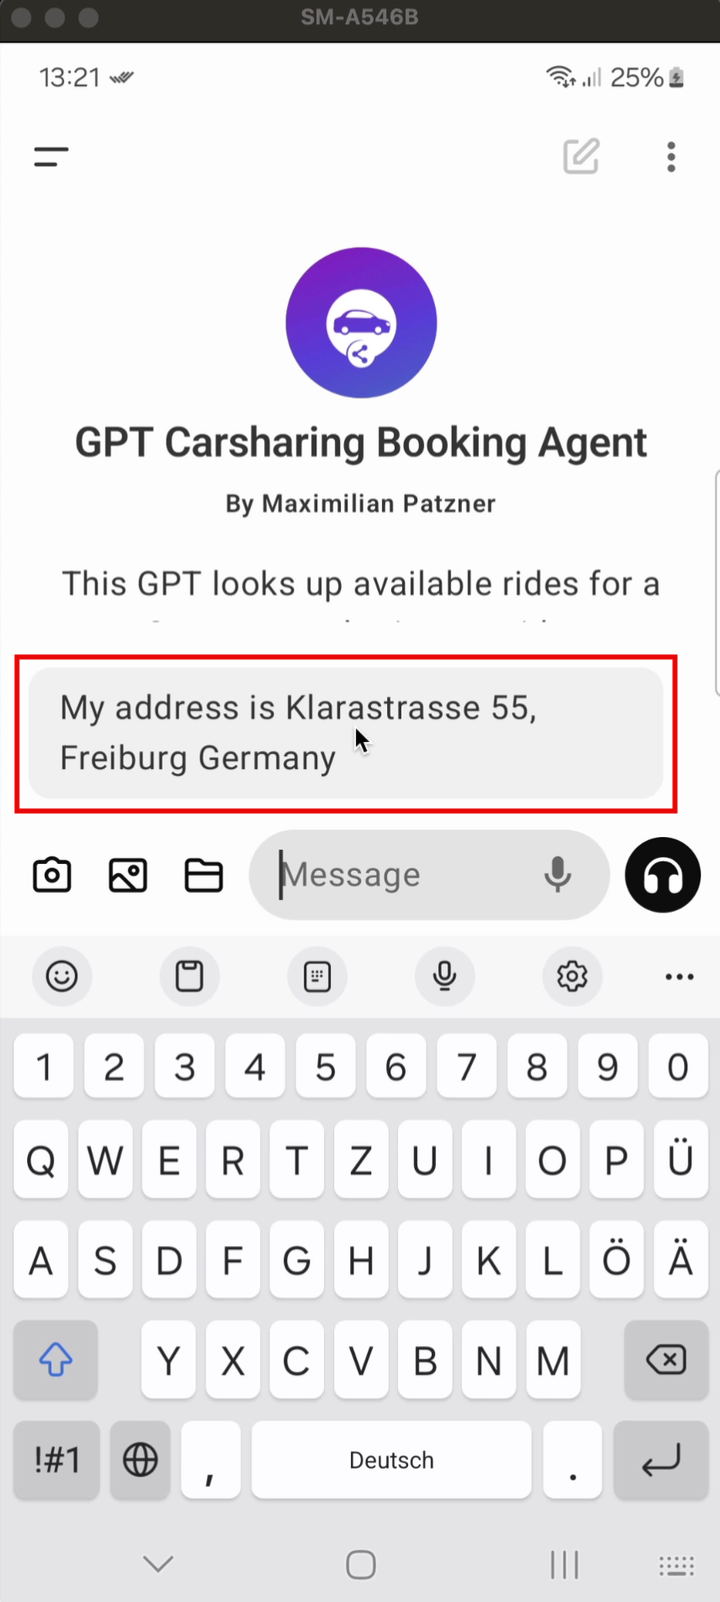 SM-A546B
13:21
25%
GPT Carsharing Booking Agent
By Maximilian Patzner
This GPT looks up available rides for a
My address is Klarastrasse 55,
Freiburg Germany
Message
1 2 3 4 5 6 7 8 9 0
Q W E R T Z U I O P Ü
A S D F G H J K L Ö Ä
Y X C V B N M
!#1 , Deutsch .